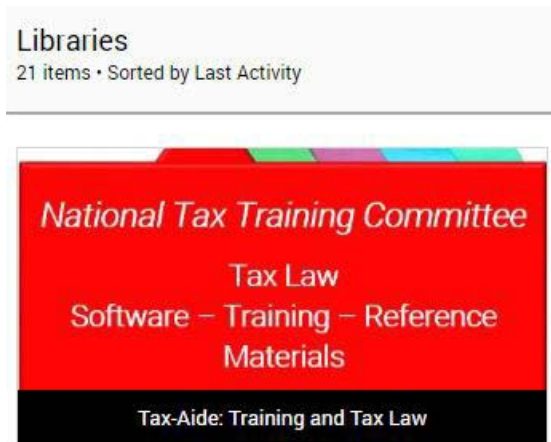 Libraries
21 items • Sorted by Last Activity
National Tax Training Committee
Tax Law
Software – Training – Reference
Materials
Tax-Aide: Training and Tax Law